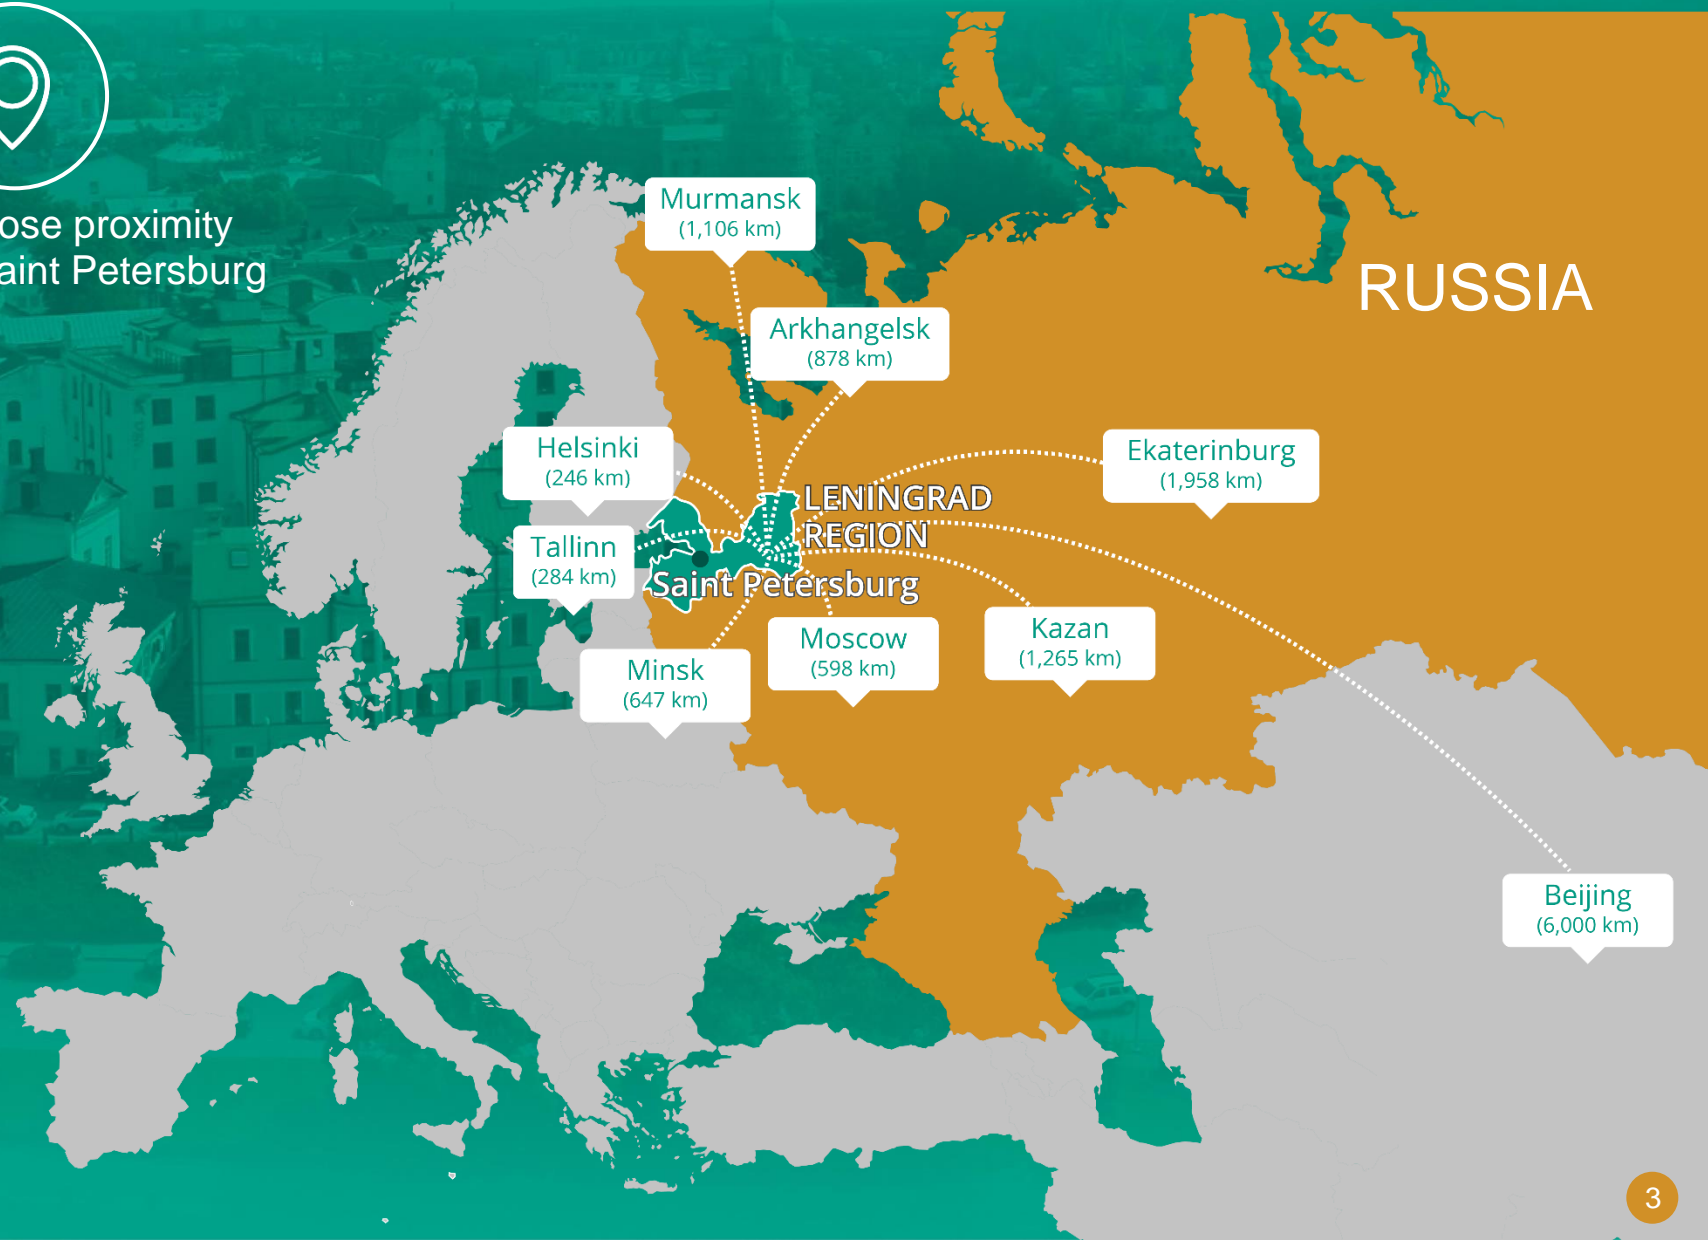 ose proximity
aint Petersburg
Murmansk
(1,106 km)
RUSSIA
Arkhangelsk
(878 km)
Helsinki
(246 km)
Ekaterinburg
(1,958 km)
LENINGRAD
REGION
Tallinn
(284 km)
Saint Petersburg
Moscow
(598 km)
Kazan
(1,265 km)
Minsk
(647 km)
Beijing
(6,000 km)
3